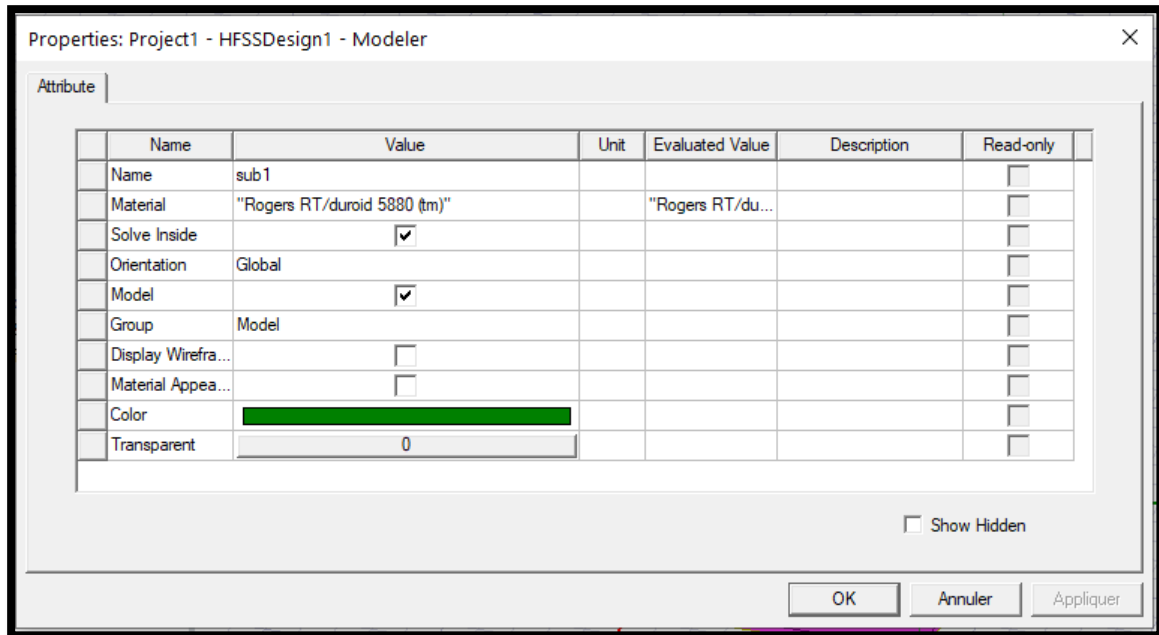 Properties: Project1 - HFSSDesign1 - Modeler
Attribute
Name Value Unit Evaluated Value Description Read-only
Name sub1
Material "Rogers RT/duroid 5880 (tm)" "Rogers RT/du...
Solve Inside
Orientation Global
Model
Group Model
Display Wirefra...
Material Appea...
Color
Transparent 0
Show Hidden
OK Annuler Appliquer